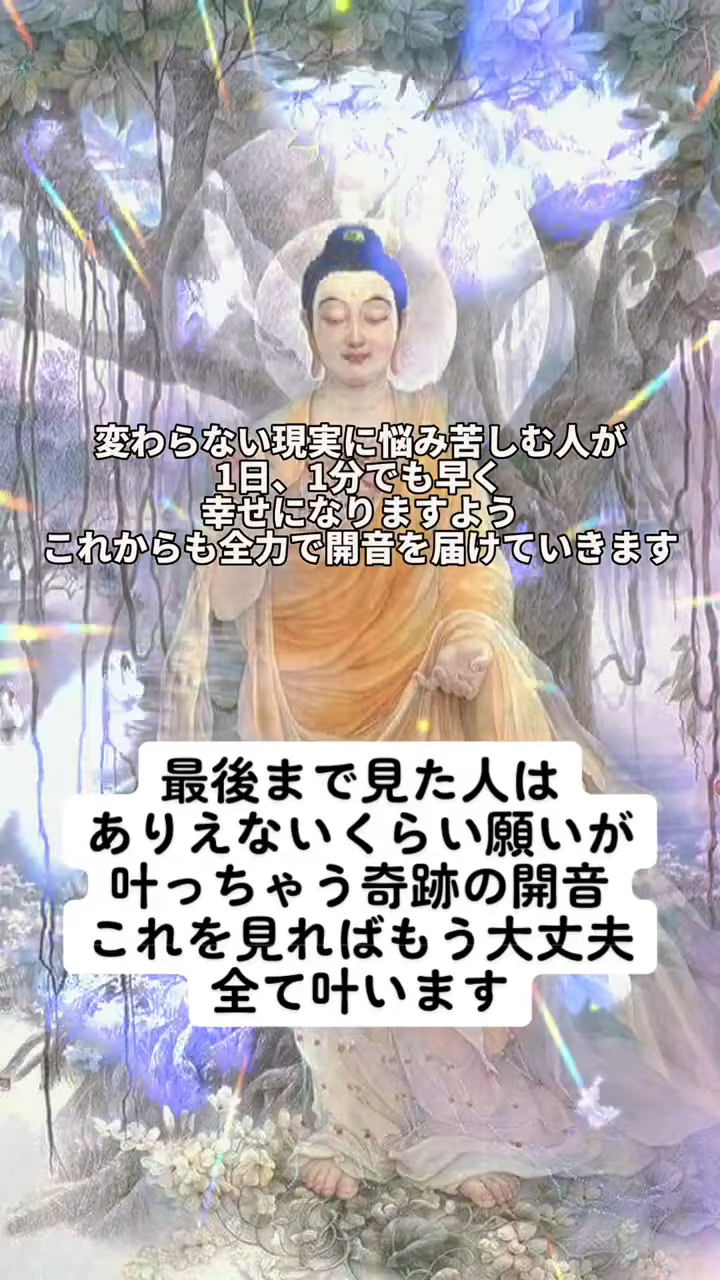 変わらない現実に悩み苦しむ人が
1日、1分でも早く
幸せになりますよう
これからも全力で開音を届けていきます
最後まで見た人は
ありえないくらい願いが
叶っちゃう奇跡の開音
これを見ればもう大丈夫
全て叶います